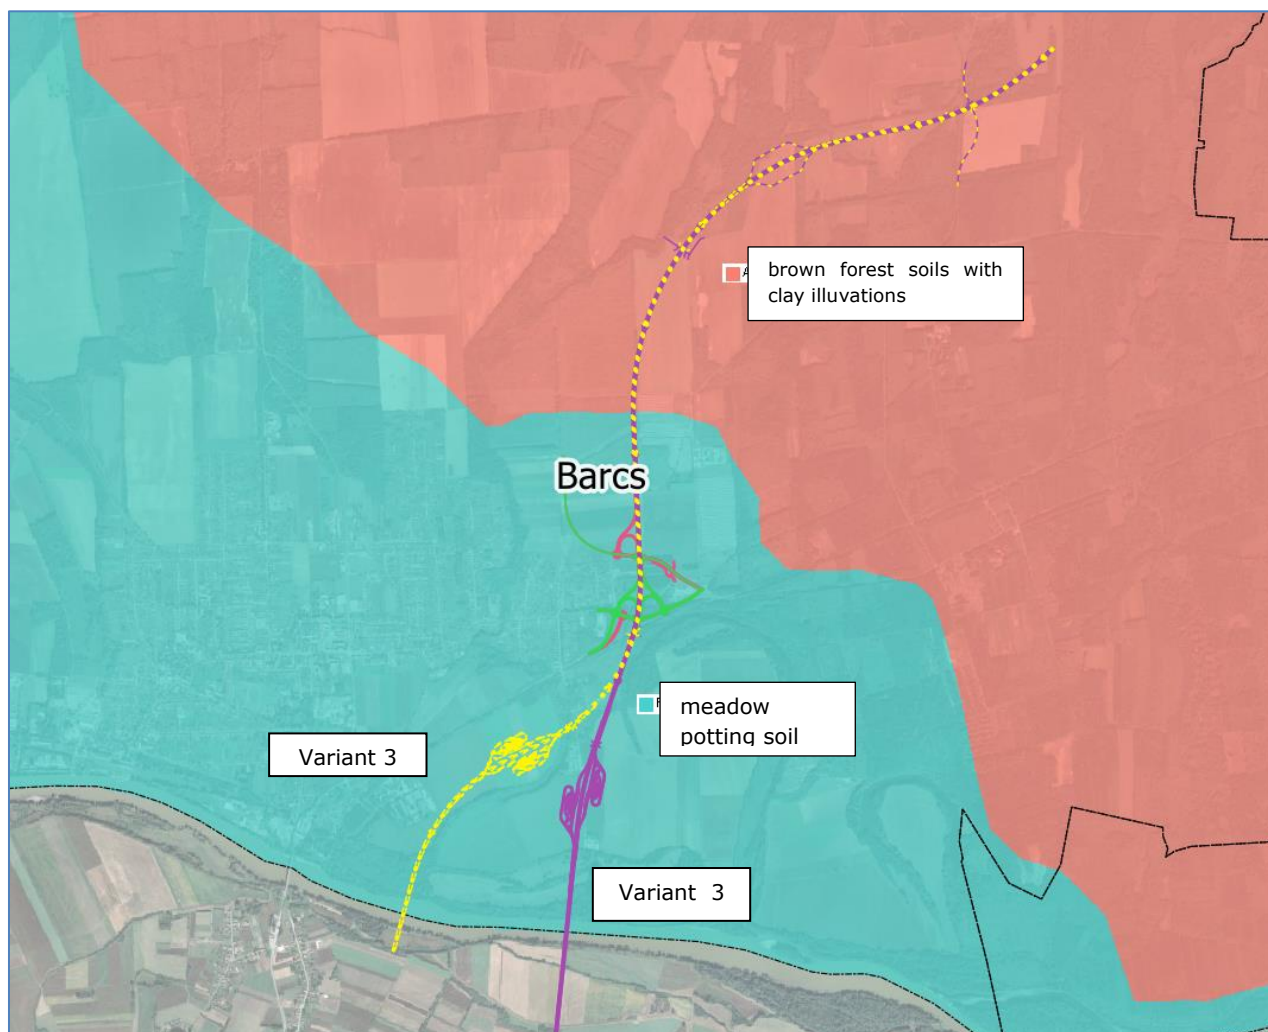 brown forest soils with
clay illuvations
Barcs
meadow
potting soil
Variant 3
Variant 3